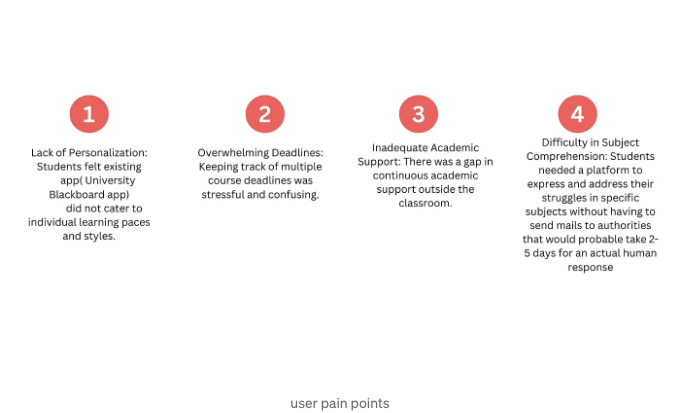 1
Lack of Personalization:
Students felt existing
app( University
Blackboard app)
did not cater to
individual learning paces
and styles.
2
Overwhelming Deadlines:
Keeping track of multiple
course deadlines was
stressful and confusing.
3
Inadequate Academic
Support: There was a gap in
continuous academic
support outside the
classroom.
4
Difficulty in Subject
Comprehension: Students
needed a platform to
express and address their
struggles in specific
subjects without having to
send mails to authorities
that would probable take 2-
5 days for an actual human
response
user pain points